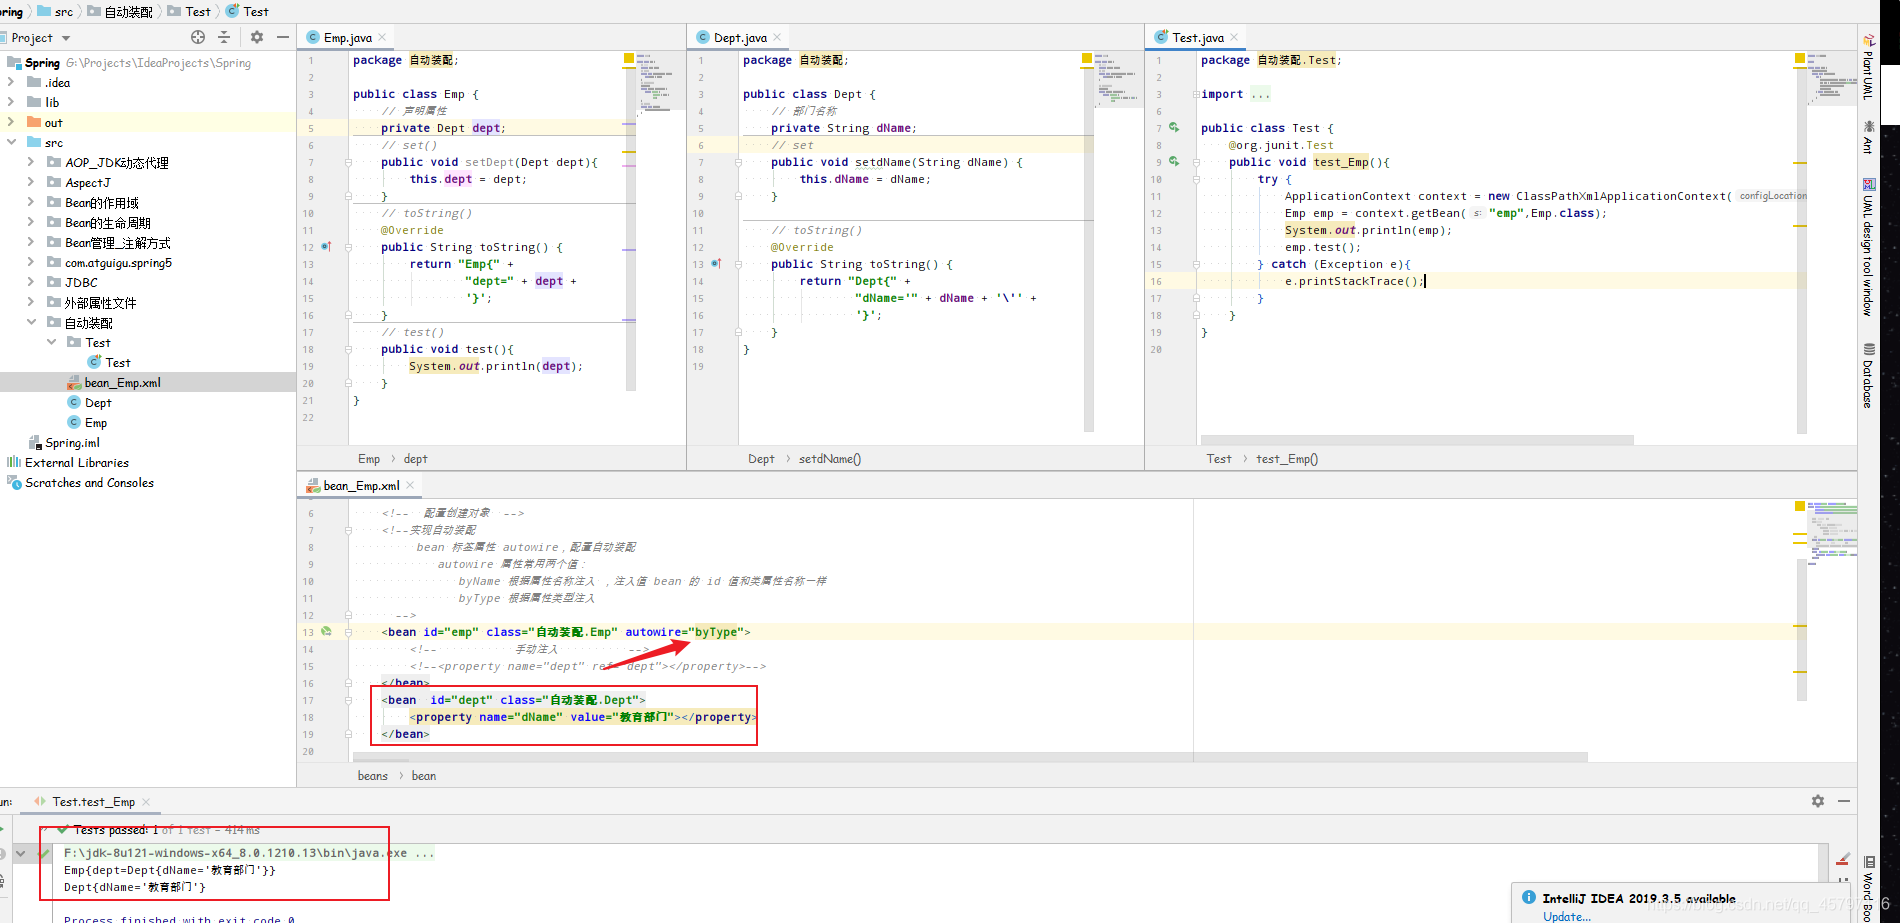 ring > src > 自动装配 > Test > Test
Project
Spring G:\Projects\IdeaProjects\Spring
.idea
lib
out
src
AOP_JDK动态代理
AspectJ
Bean的作用域
Bean的生命周期
Bean管理_注解方式
com.atguigu.spring5
JDBC
外部属性文件
自动装配
Test
Test
bean_Emp.xml
Dept
Emp
Spring.iml
External Libraries
Scratches and Consoles
Emp.java
1 package 自动装配;
2
3 public class Emp {
4 // 声明属性
5 private Dept dept;
6 // set()
7 public void setDept(Dept dept){
8 this.dept = dept;
9 }
10 // toString()
11 @Override
12 public String toString() {
13 return "Emp{" +
14 "dept=" + dept +
15 '}';
16 }
17 // test()
18 public void test(){
19 System.out.println(dept);
20 }
21 }
22
Emp > dept
Dept.java
1 package 自动装配;
2
3 public class Dept {
4 // 部门名称
5 private String dName;
6 // set
7 public void setdName(String dName) {
8 this.dName = dName;
9 }
10
11 // toString()
12 @Override
13 public String toString() {
14 return "Dept{" +
15 "dName='" + dName + '\'' +
16 '}';
17 }
18 }
19
Dept > setdName()
Test.java
1 package 自动装配.Test;
2
3 import ...
6
7 public class Test {
8 @org.junit.Test
9 public void test_Emp(){
10 try {
11 ApplicationContext context = new ClassPathXmlApplicationContext( configLocation
12 Emp emp = context.getBean( s: "emp",Emp.class);
13 System.out.println(emp);
14 emp.test();
15 } catch (Exception e){
16 e.printStackTrace();
17 }
18 }
19 }
20
Test > test_Emp()
PlantUML
Ant
UML design tool window
Database
bean_Emp.xml
6 <!-- 配置创建对象 -->
7 <!--实现自动装配
8 bean 标签属性 autowire，配置自动装配
9 autowire 属性常用两个值：
10 byName 根据属性名称注入 ，注入值 bean 的 id 值和类属性名称一样
11 byType 根据属性类型注入
12 -->
13 <bean id="emp" class="自动装配.Emp" autowire="byType">
14 <!-- 手动注入 -->
15 <!--<property name="dept" ref="dept"></property>-->
16 </bean>
17 <bean id="dept" class="自动装配.Dept">
18 <property name="dName" value="教育部门"></property>
19 </bean>
20
beans > bean
un: Test.test_Emp
Tests passed: 1 of 1 test – 414 ms
F:\jdk-8u121-windows-x64_8.0.1210.13\bin\java.exe ...
Emp{dept=Dept{dName='教育部门'}}
Dept{dName='教育部门'}
Process finished with exit code 0
IntelliJ IDEA 2019.3.5 available
Update...